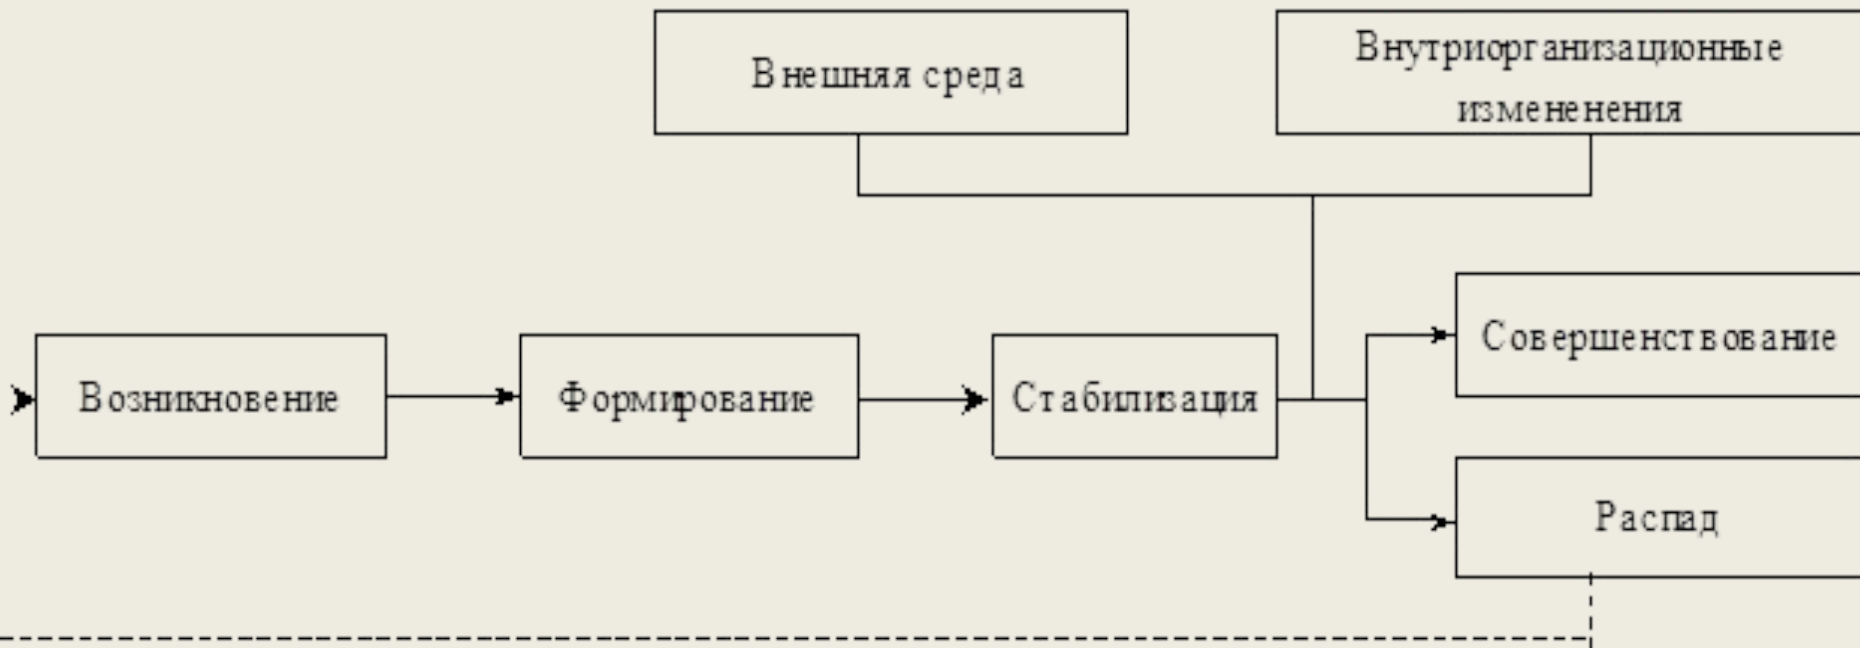 Внешняя среда
Внутриорганизационные
измененения
Возникновение
Формирование
Стабилизация
Совершенствование
Распад